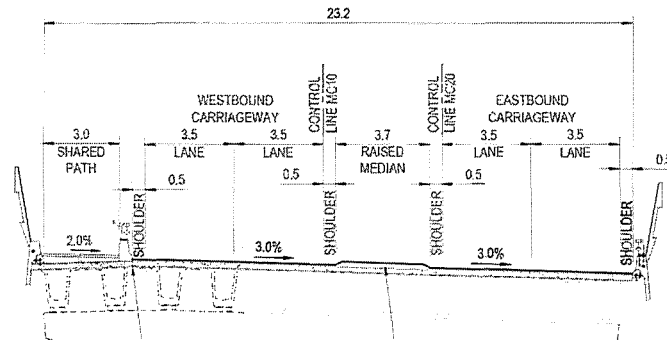 23.2
WESTBOUND
CARRIAGEWAY
CONTROL
LINE MC10
CONTROL
LINE MC20
EASTBOUND
CARRIAGEWAY
3.0
3.5
3.5
3.7
3.5
3.5
SHARED
PATH
LANE
LANE
RAISED
MEDIAN
LANE
LANE
0.5
0.5
0.5
SHOULDER
SHOULDER
SHOULDER
SHOULDER
2.0%
3.0%
3.0%